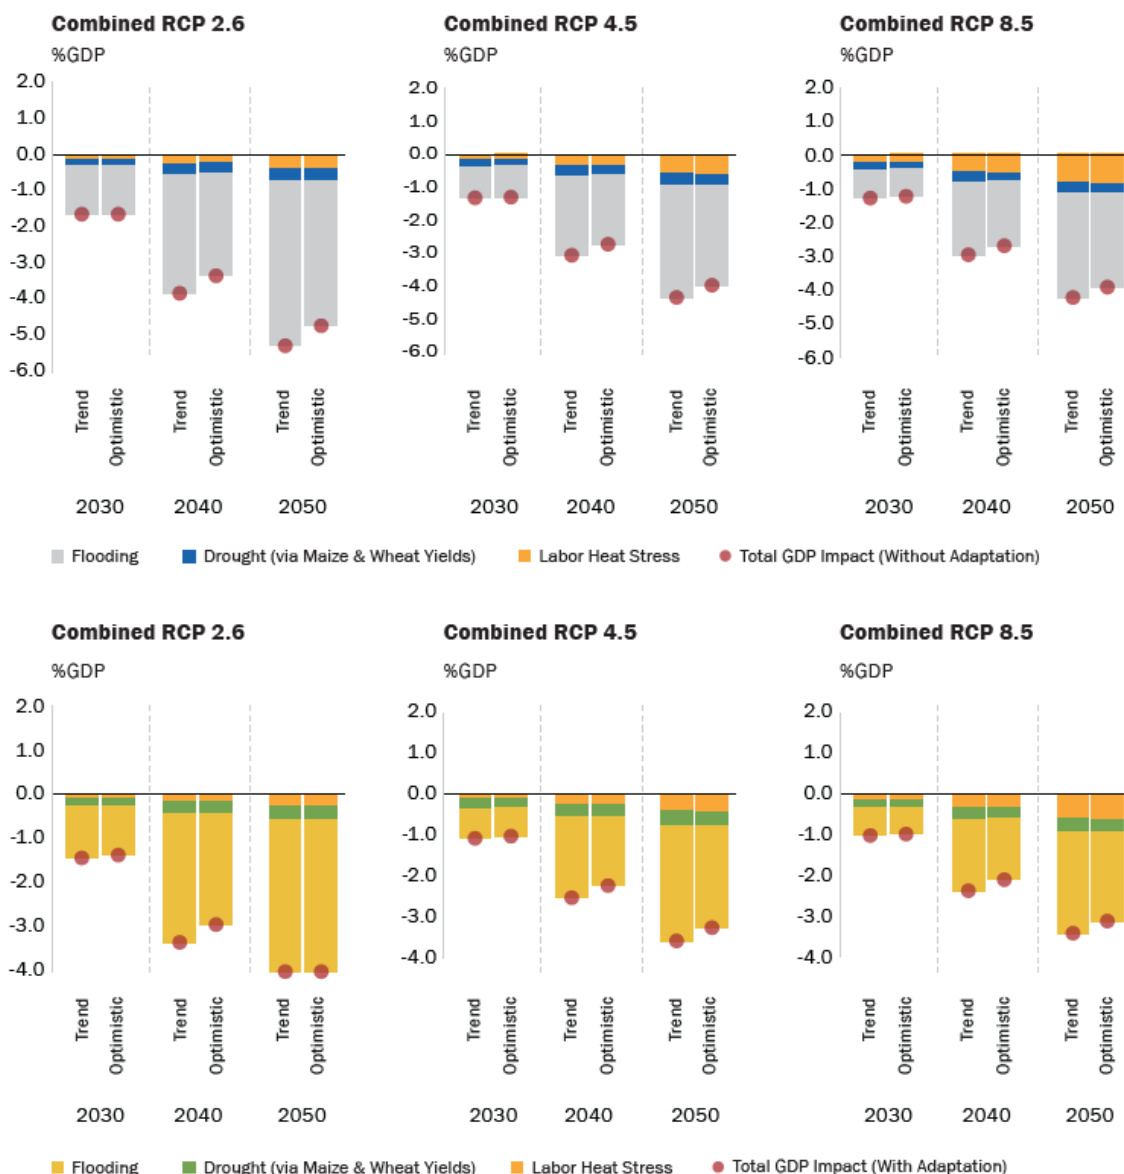 Combined RCP 2.6 Combined RCP 4.5 Combined RCP 8.5
%GDP %GDP %GDP
2.0 2.0 2.0
1.0 1.0 1.0
0.0 0.0 0.0
-1.0 -1.0 -1.0
-2.0 -2.0 -2.0
-3.0 -3.0 -3.0
-4.0 -4.0 -4.0
-5.0 -5.0 -5.0
-6.0 -6.0 -6.0
Trend Optimistic Trend Optimistic Trend Optimistic Trend Optimistic Trend Optimistic Trend Optimistic Trend Optimistic Trend Optimistic Trend Optimistic
2030 2040 2050 2030 2040 2050 2030 2040 2050
Flooding Drought (via Maize & Wheat Yields) Labor Heat Stress Total GDP Impact (Without Adaptation)
Combined RCP 2.6 Combined RCP 4.5 Combined RCP 8.5
%GDP %GDP %GDP
2.0 2.0 2.0
1.0 1.0 1.0
0.0 0.0 0.0
-1.0 -1.0 -1.0
-2.0 -2.0 -2.0
-3.0 -3.0 -3.0
-4.0 -4.0 -4.0
Trend Optimistic Trend Optimistic Trend Optimistic Trend Optimistic Trend Optimistic Trend Optimistic Trend Optimistic Trend Optimistic Trend Optimistic
2030 2040 2050 2030 2040 2050 2030 2040 2050
Flooding Drought (via Maize & Wheat Yields) Labor Heat Stress Total GDP Impact (With Adaptation)